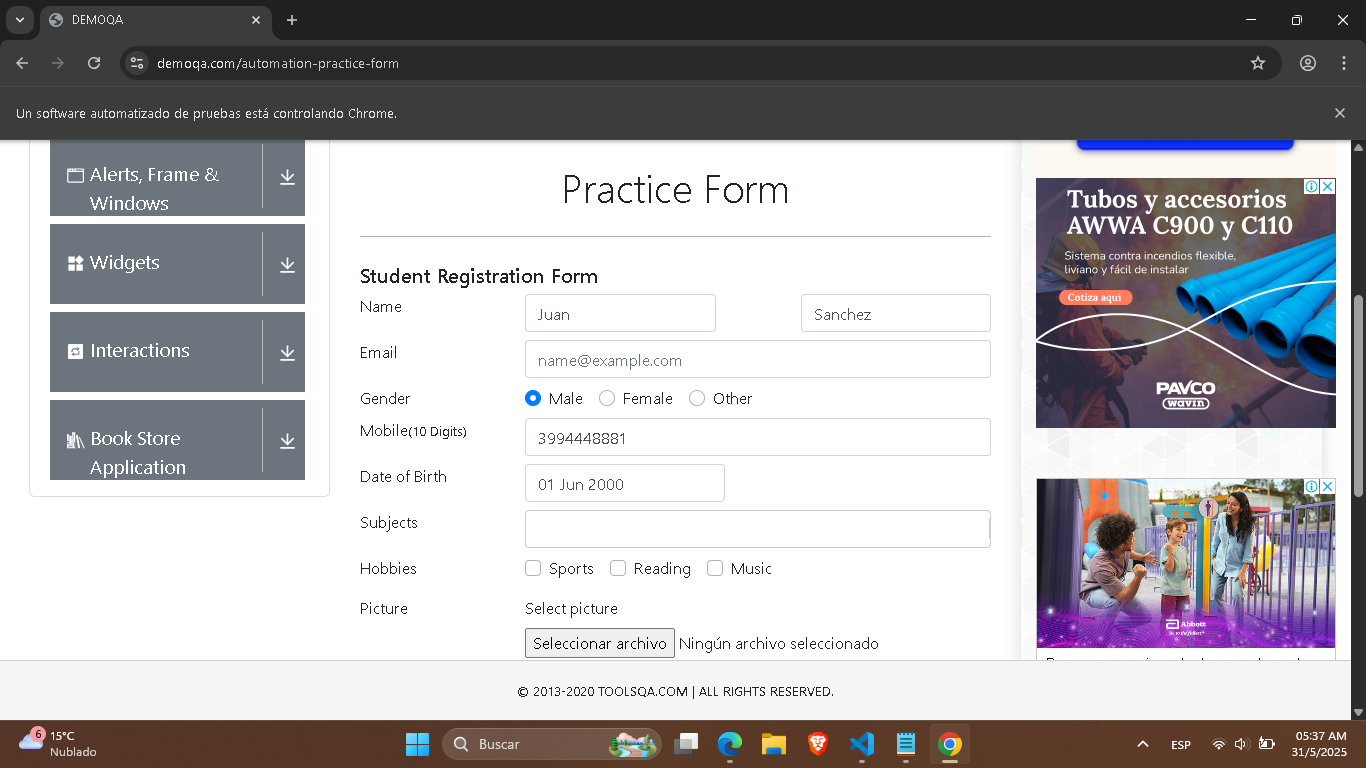 DEMOQA
demoqa.com/automation-practice-form
Un software automatizado de pruebas está controlando Chrome.
Alerts, Frame &
Windows
Widgets
Interactions
Book Store
Application
Practice Form
Student Registration Form
Name Juan Sanchez
Email name@example.com
Gender Male Female Other
Mobile(10 Digits) 3994448881
Date of Birth 01 Jun 2000
Subjects
Hobbies Sports Reading Music
Picture Select picture
Seleccionar archivo Ningún archivo seleccionado
Tubos y accesorios
AWWA C900 y C110
Sistema contra incendios flexible,
liviano y fácil de instalar
Cotiza aquí
PAVCO
wavin
Abbott
© 2013-2020 TOOLSQA.COM | ALL RIGHTS RESERVED.
6
15°C
Nublado
Buscar
ESP
05:37 AM
31/5/2025